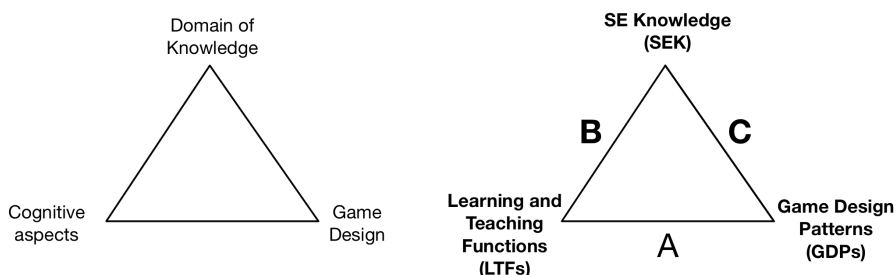 Domain of
Knowledge
Cognitive
aspects
Game
Design
SE Knowledge
(SEK)
B
C
Learning and
Teaching
Functions
(LTFs)
A
Game Design
Patterns
(GDPs)